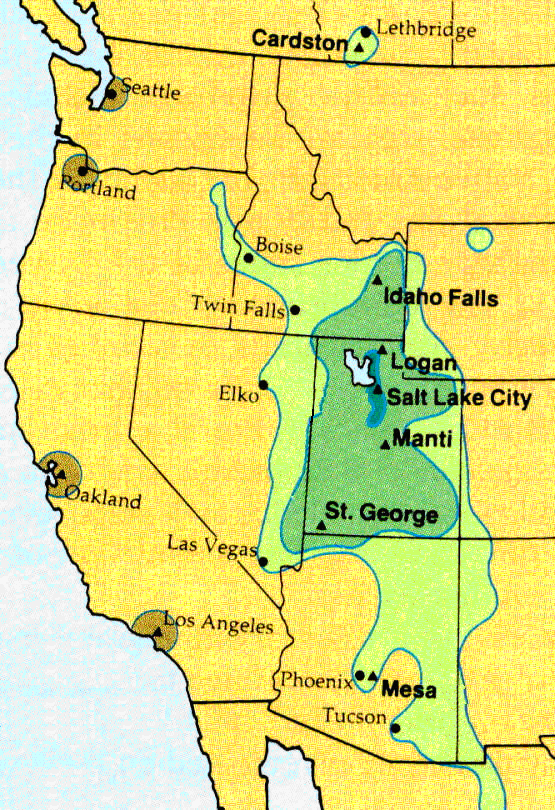 Lethbridge
Cardston
Seattle
Portland
Boise
Idaho Falls
Twin Falls
Logan
Elko
Salt Lake City
Manti
Oakland
St. George
Las Vegas
Los Angeles
Phoenix
Mesa
Tucson